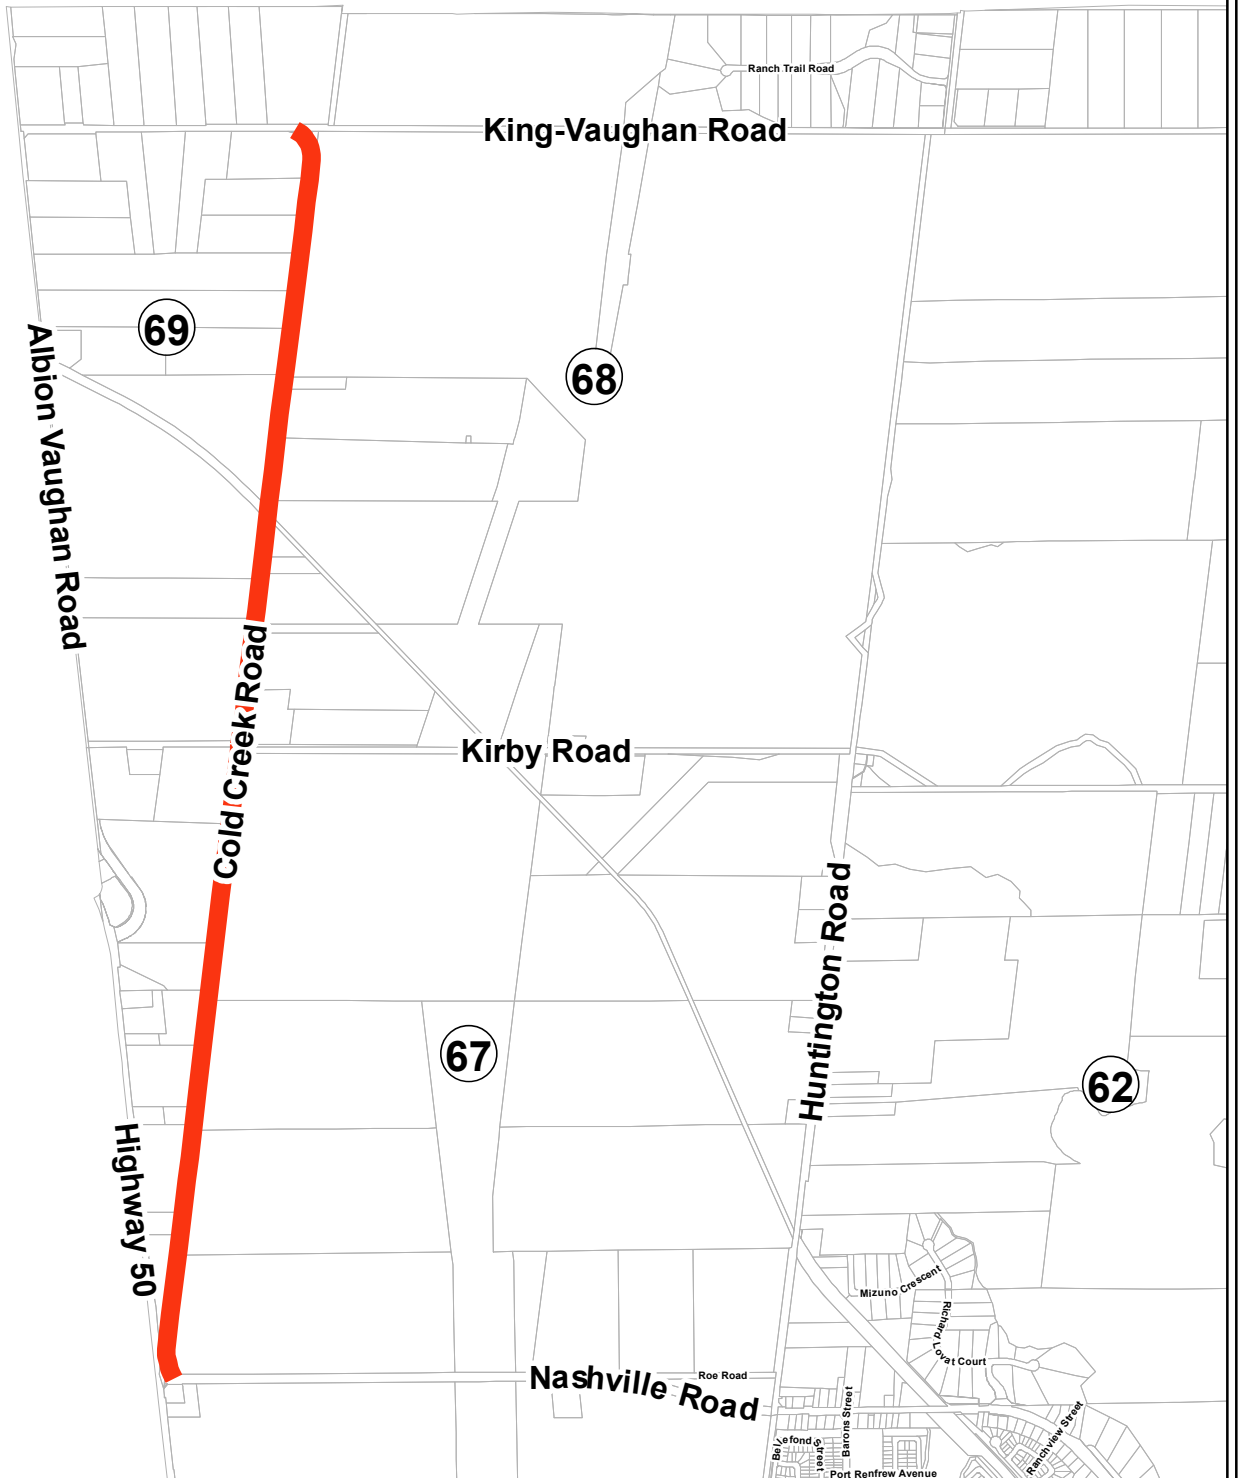 Ranch Trail Road
King-Vaughan Road
69
68
Albion Vaughan Road
Cold Creek Road
Kirby Road
Huntington Road
67
62
Highway 50
Mizuno Crescent
Richard Lovat Court
Nashville Road
Roe Road
Barons Street
Ranchview Street
Bellefond Street
Port Renfrew Avenue